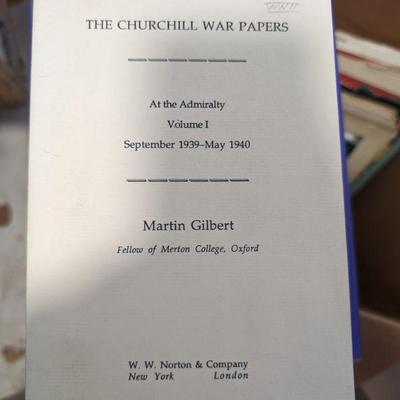 WWII
THE CHURCHILL WAR PAPERS
At the Admiralty
Volume I
September 1939–May 1940
Martin Gilbert
Fellow of Merton College, Oxford
W. W. Norton & Company
New York London